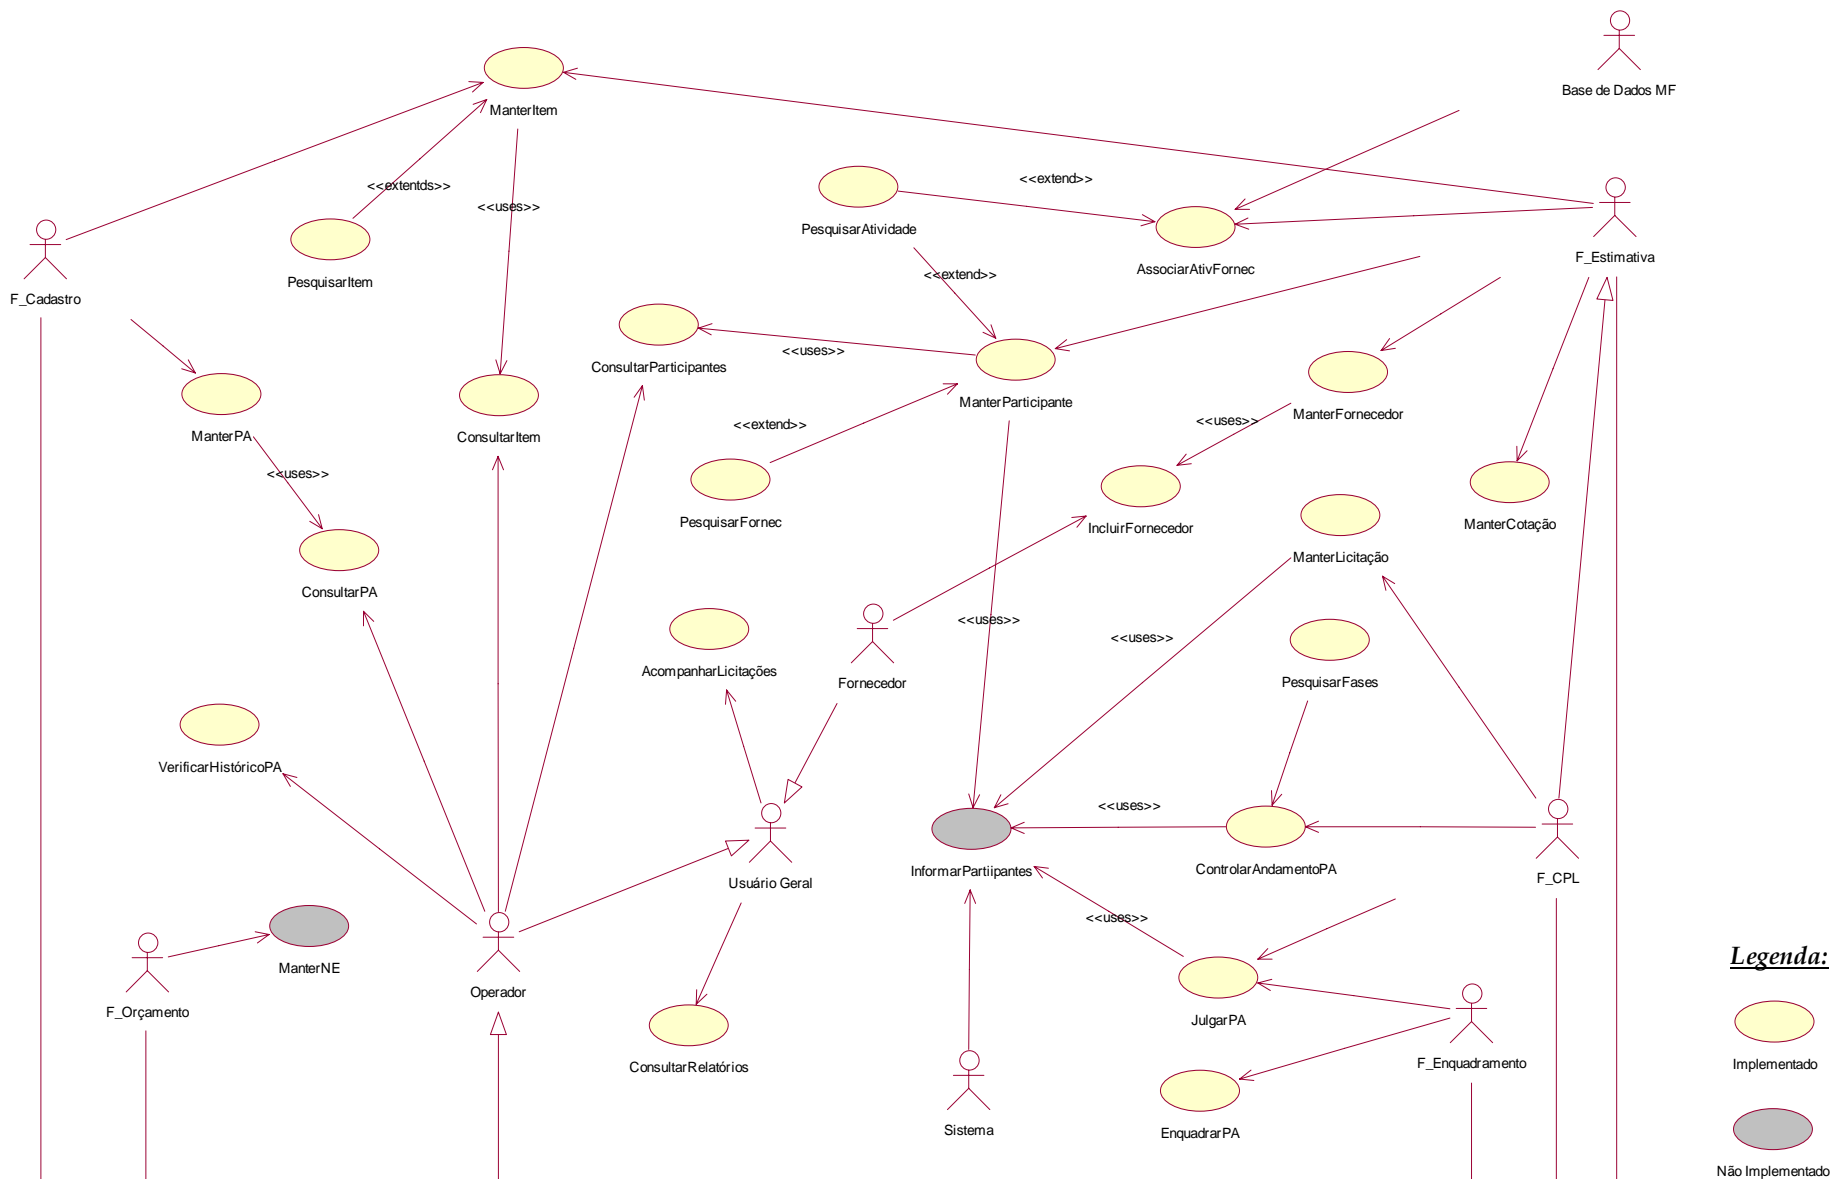 Base de Dados MF
ManterItem
<<extentds>>
<<extend>>
<<uses>>
PesquisarAtividade
F_Estimativa
AssociarAtivFornec
<<extend>>
PesquisarItem
F_Cadastro
<<uses>>
ConsultarParticipantes
ManterParticipante
ManterFornecedor
<<extend>>
<<uses>>
ManterPA
ConsultarItem
<<uses>>
PesquisarFornec
IncluirFornecedor
ManterCotação
ManterLicitação
ConsultarPA
<<uses>>
<<uses>>
AcompanharLicitações
Fornecedor
PesquisarFases
VerificarHistóricoPA
<<uses>>
InformarPartiipantes
ControlarAndamentoPA
F_CPL
Usuário Geral
<<uses>>
ManterNE
Operador
F_Orçamento
JulgarPA
F_Enquadramento
ConsultarRelatórios
Sistema
EnquadrarPA
Legenda:
Implementado
Não Implementado